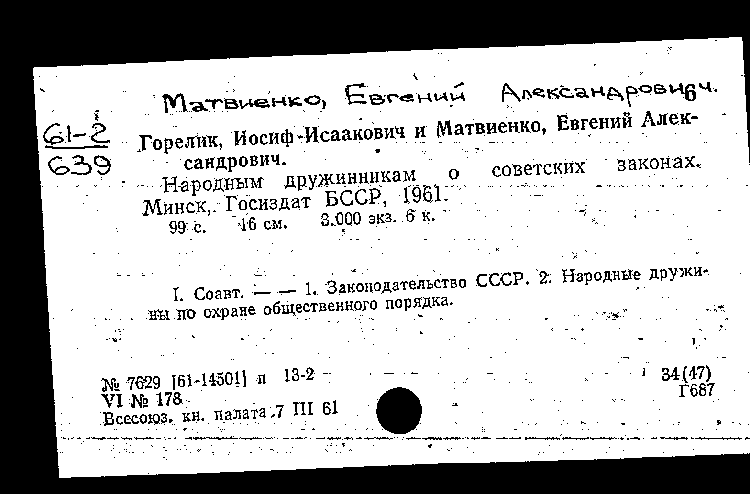 Матвиенко, Евгений Александрович.
61-2
639
Горелик, Иосиф Исаакович и Матвиенко, Евгений Алек-
сандрович.
Народным дружинникам о советских законах.
Минск, Госиздат БССР, 1961.
99 с. 16 см. 3.000 экз. 6 к.
I. Соавт. — — 1. Законодательство СССР. 2. Народные дружи-
ны по охране общественного порядка.
№ 7629 [61-14501] п 13-2
VI № 178
Всесоюз. кн. палата 7 III 61
34(47)
Г687